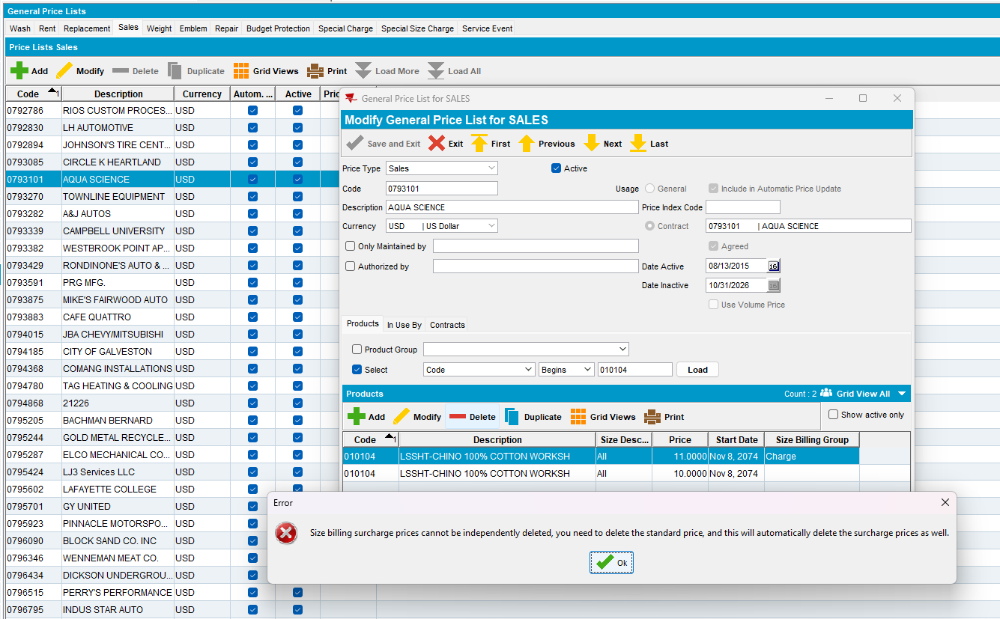 General Price Lists
Wash Rent Replacement Sales Weight Emblem Repair Budget Protection Special Charge Special Size Charge Service Event
Price Lists Sales
Add Modify Delete Duplicate Grid Views Print Load More Load All
Code 1 Description Currency Autom. ... Active
0792786 RIOS CUSTOM PROCES... USD
0792830 LH AUTOMOTIVE USD
0792894 JOHNSON'S TIRE CENT... USD
0793085 CIRCLE K HEARTLAND USD
0793101 AQUA SCIENCE USD
0793270 TOWNLINE EQUIPMENT USD
0793282 A&J AUTOS USD
0793339 CAMPBELL UNIVERSITY USD
0793382 WESTBROOK POINT AP... USD
0793429 RONDINONE'S AUTO & ... USD
0793591 PRG MFG. USD
0793875 MIKE'S FAIRWOOD AUTO USD
0793883 CAFE QUATTRO USD
0794015 JBA CHEVY/MITSUBISHI USD
0794185 CITY OF GALVESTON USD
0794368 COMANG INSTALLATIONS USD
0794780 TAG HEATING & COOLING USD
0794868 21226 USD
0795205 BACHMAN BERNARD USD
0795244 GOLD METAL RECYCLE... USD
0795287 ELCO MECHANICAL CO... USD
0795424 LJ3 Services LLC USD
0795602 LAFAYETTE COLLEGE USD
0795701 GY UNITED USD
0795923 PINNACLE MOTORSPO... USD
0796090 BLOCK SAND CO. INC USD
0796346 WENNEMAN MEAT CO. USD
0796434 DICKSON UNDERGROU... USD
0796515 PERRY'S PERFORMANCE USD
0796795 INDUS STAR AUTO USD
General Price List for SALES
Modify General Price List for SALES
Save and Exit Exit First Previous Next Last
Price Type Sales Active
Code 0793101 Usage General Include in Automatic Price Update
Description AQUA SCIENCE Price Index Code
Currency USD | US Dollar Contract 0793101 | AQUA SCIENCE
Only Maintained by Agreed
Authorized by Date Active 08/13/2015 16
Date Inactive 10/31/2026 16
Use Volume Price
Products In Use By Contracts
Product Group
Select Code Begins 010104 Load
Products Count : 2 Grid View All
Add Modify Delete Duplicate Grid Views Print Show active only
Code 1 Description Size Desc... Price Start Date Size Billing Group
010104 LSSHT-CHINO 100% COTTON WORKSH All 11.0000 Nov 8, 2074 Charge
010104 LSSHT-CHINO 100% COTTON WORKSH All 10.0000 Nov 8, 2074
Error
Size billing surcharge prices cannot be independently deleted, you need to delete the standard price, and this will automatically delete the surcharge prices as well.
Ok